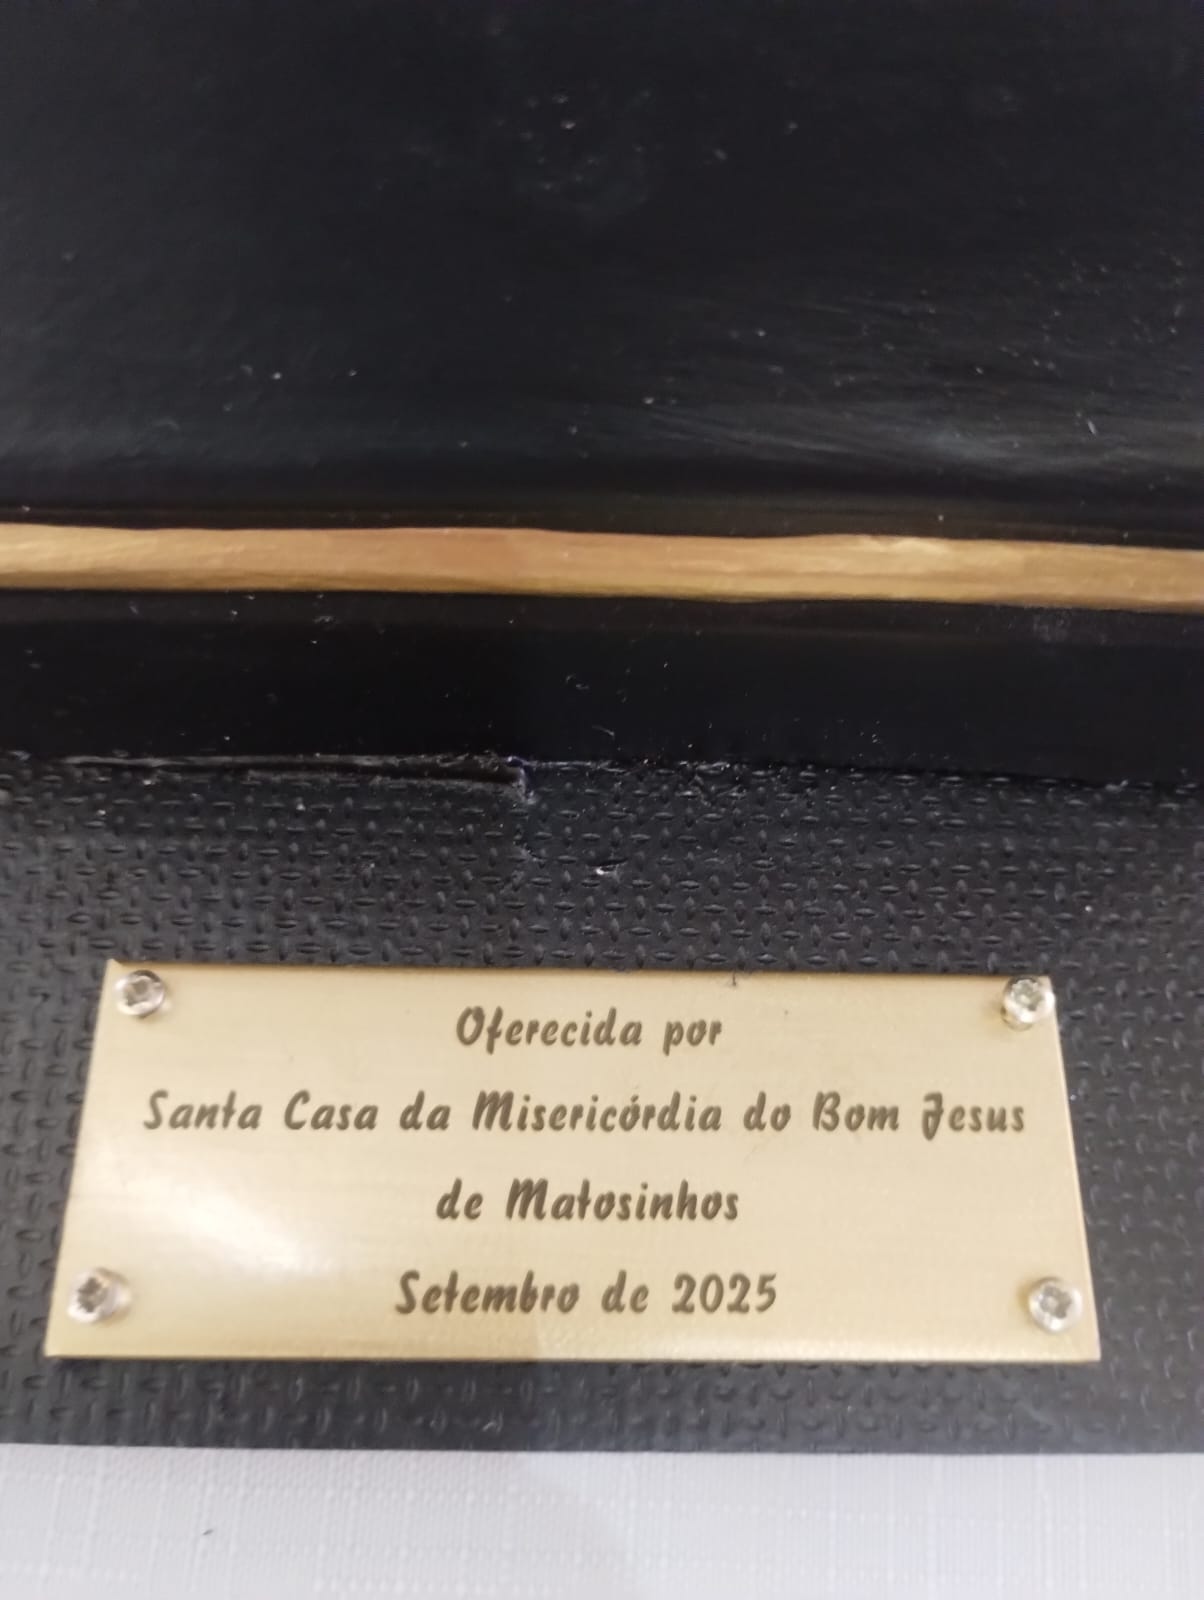 Oferecida por
Santa Casa da Misericórdia do Bom Jesus
de Matosinhos
Setembro de 2025